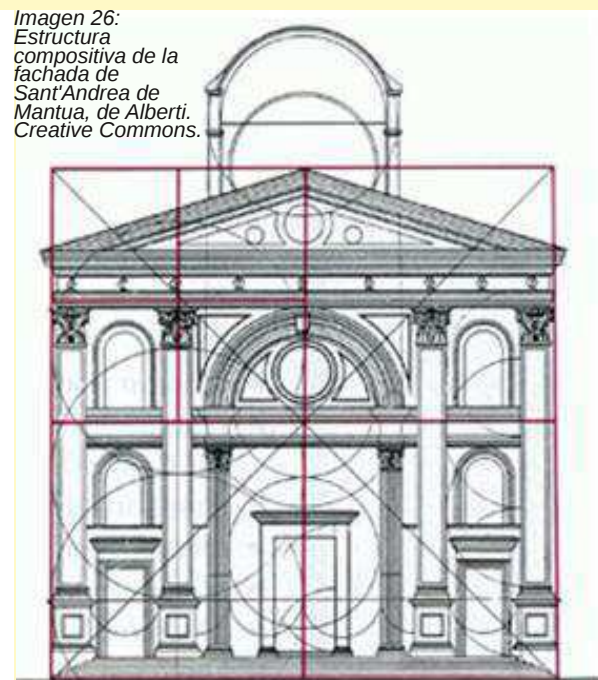 Imagen 26:
Estructura
compositiva de la
fachada de
Sant'Andrea de
Mantua, de Alberti.
Creative Commons.